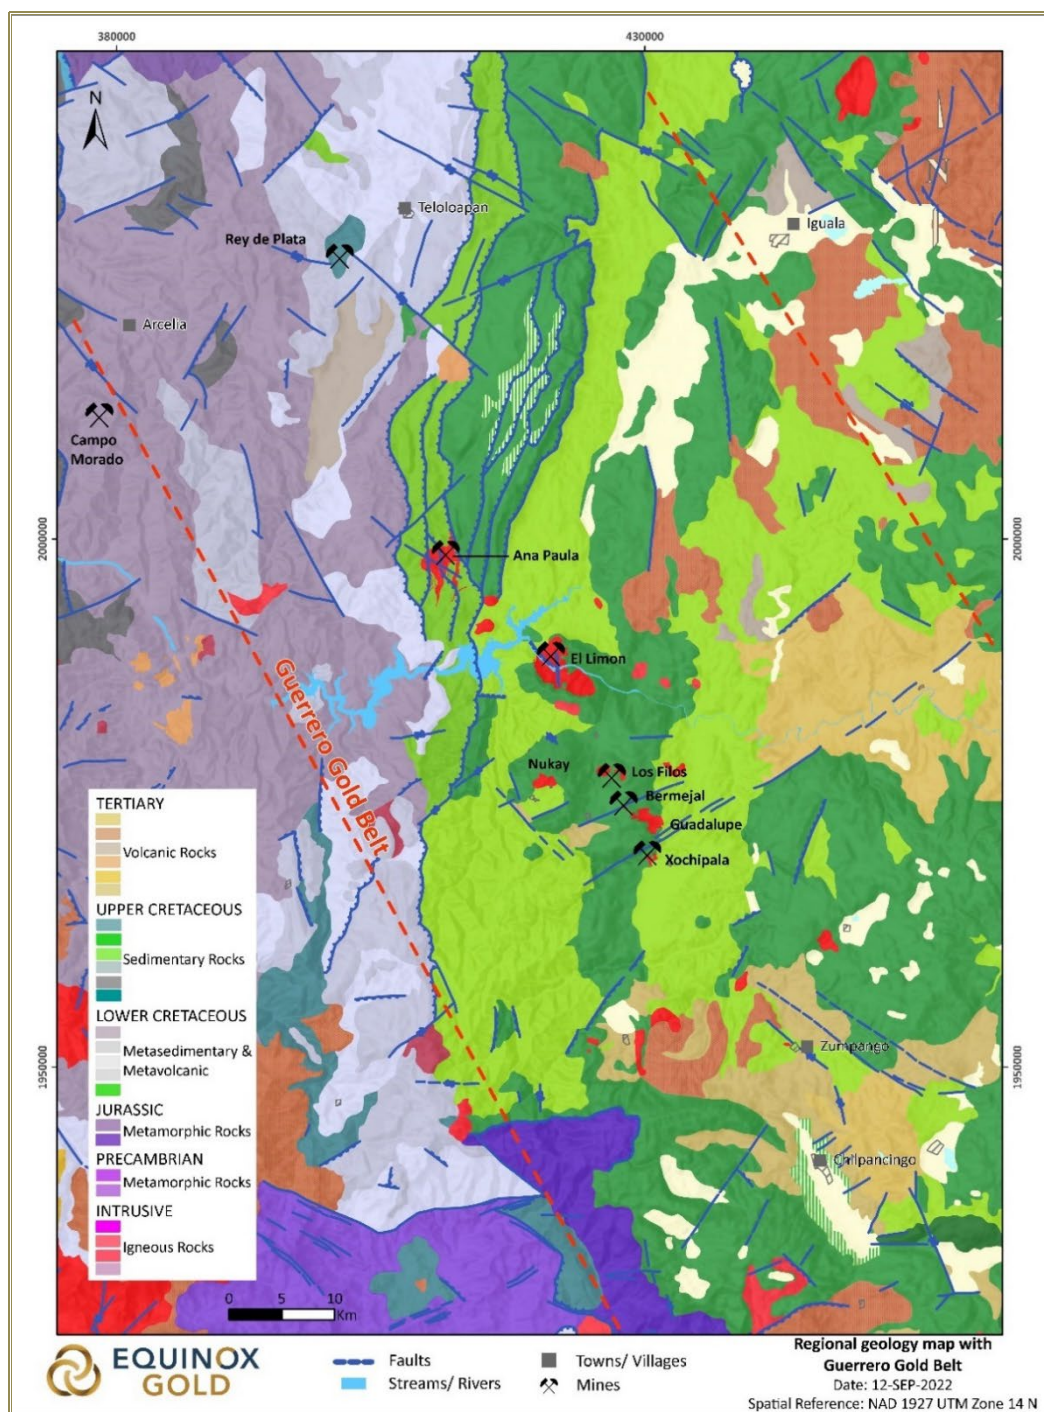 380000
430000
N
Teloloapan
Iguala
Rey de Plata
Arcelia
Campo
Morado
2000000
2000000
Ana Paula
El Limon
Guerrero Gold Belt
Nukay
Los Filos
Bermejal
Guadalupe
Xochipala
TERTIARY
Volcanic Rocks
UPPER CRETACEOUS
Sedimentary Rocks
LOWER CRETACEOUS
Metasedimentary &
Metavolcanic
JURASSIC
Metamorphic Rocks
PRECAMBRIAN
Metamorphic Rocks
INTRUSIVE
Igneous Rocks
1950000
1950000
Zumpango
Chilpancingo
0 5 10
Km
EQUINOX
GOLD
Faults
Streams/ Rivers
Towns/ Villages
Mines
Regional geology map with
Guerrero Gold Belt
Date: 12-SEP-2022
Spatial Reference: NAD 1927 UTM Zone 14 N